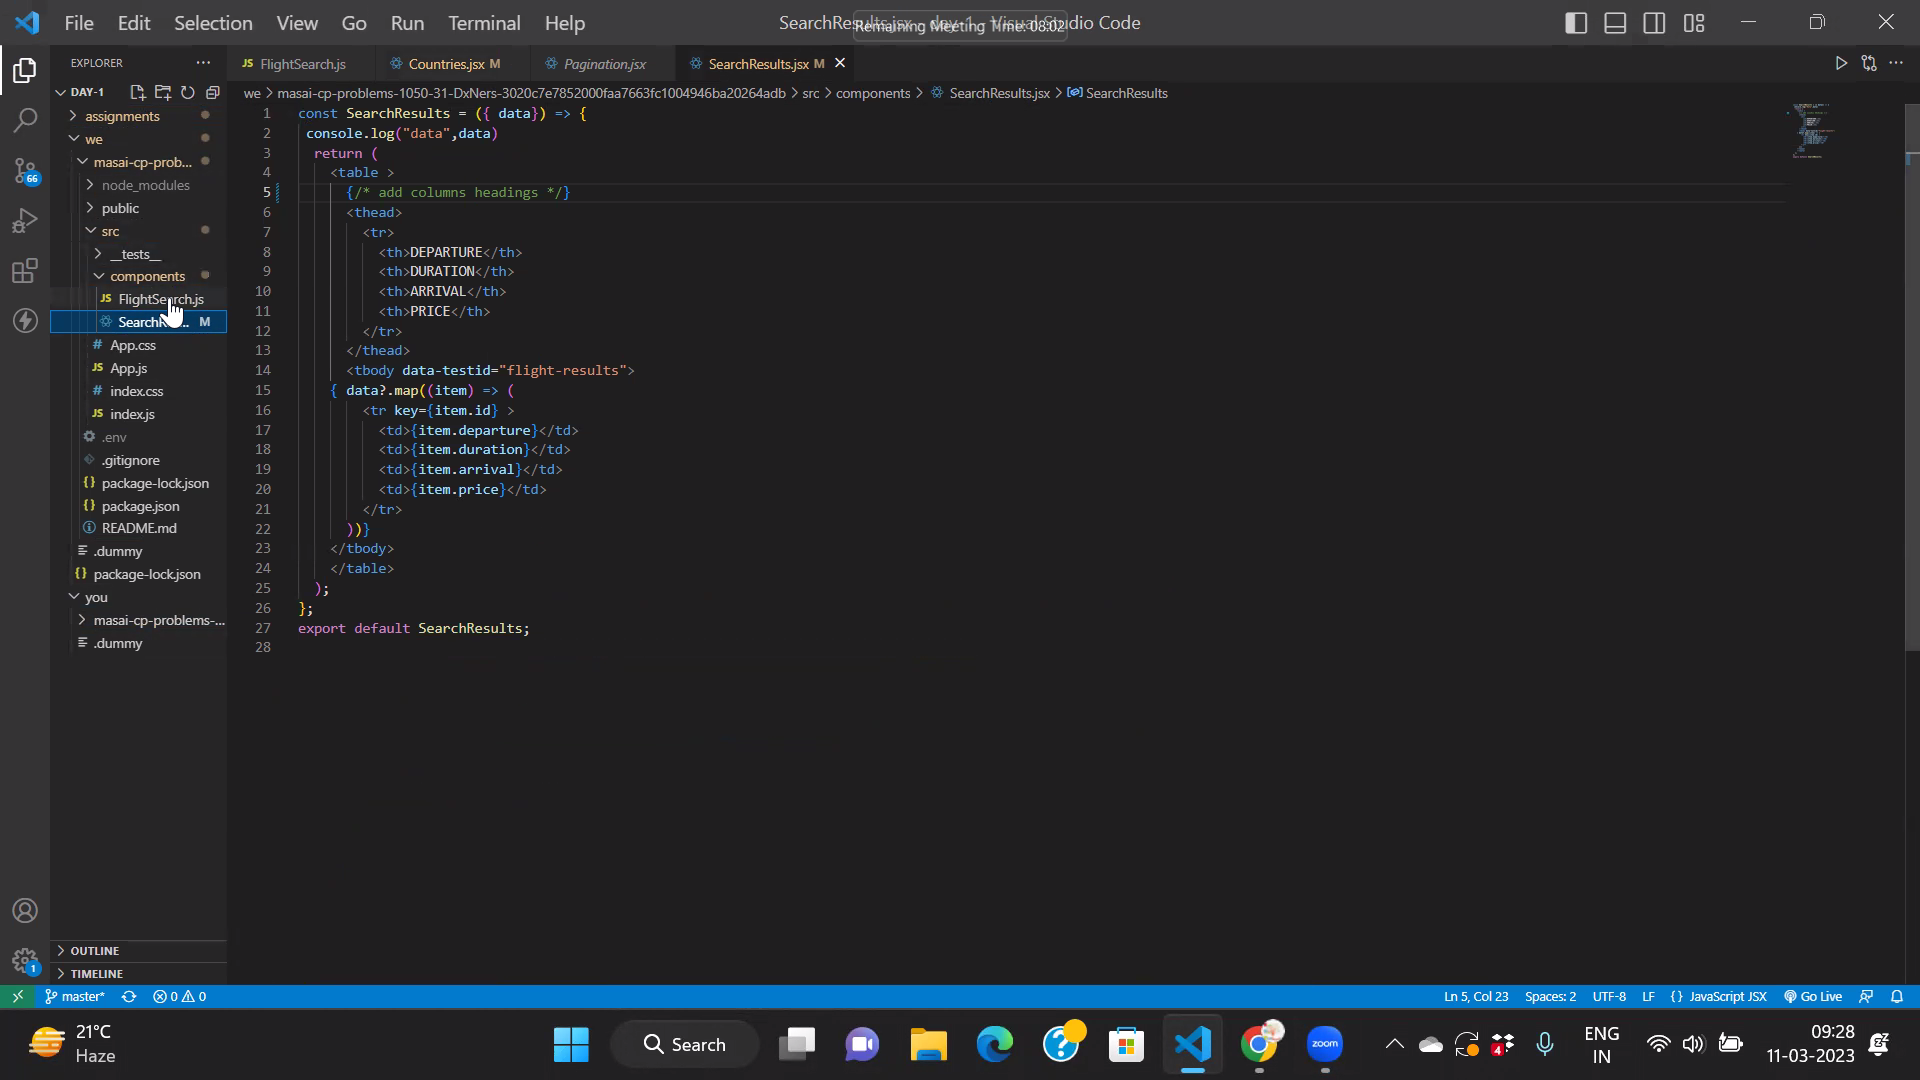 File Edit Selection View Go Run Terminal Help
SearchResults.jsx - day-1 - Visual Studio Code
Remaining Meeting Time: 08:02
EXPLORER
DAY-1
assignments
we
masai-cp-prob...
node_modules
public
src
__tests__
components
FlightSearch.js
SearchRe... M
App.css
App.js
index.css
index.js
.env
.gitignore
package-lock.json
package.json
README.md
.dummy
package-lock.json
you
masai-cp-problems-...
.dummy
OUTLINE
TIMELINE
66
1
FlightSearch.js Countries.jsx M Pagination.jsx SearchResults.jsx M
we > masai-cp-problems-1050-31-DxNers-3020c7e7852000faa7663fc1004946ba20264adb > src > components > SearchResults.jsx > SearchResults
1 const SearchResults = ({ data}) => {
2 console.log("data",data)
3 return (
4 <table >
5 {/* add columns headings */}
6 <thead>
7 <tr>
8 <th>DEPARTURE</th>
9 <th>DURATION</th>
10 <th>ARRIVAL</th>
11 <th>PRICE</th>
12 </tr>
13 </thead>
14 <tbody data-testid="flight-results">
15 { data?.map((item) => (
16 <tr key={item.id} >
17 <td>{item.departure}</td>
18 <td>{item.duration}</td>
19 <td>{item.arrival}</td>
20 <td>{item.price}</td>
21 </tr>
22 ))}
23 </tbody>
24 </table>
25 );
26 };
27 export default SearchResults;
28
master* 0 0 Ln 5, Col 23 Spaces: 2 UTF-8 LF {} JavaScript JSX Go Live
21°C
Haze
Search
zoom
4
ENG
IN
09:28
11-03-2023